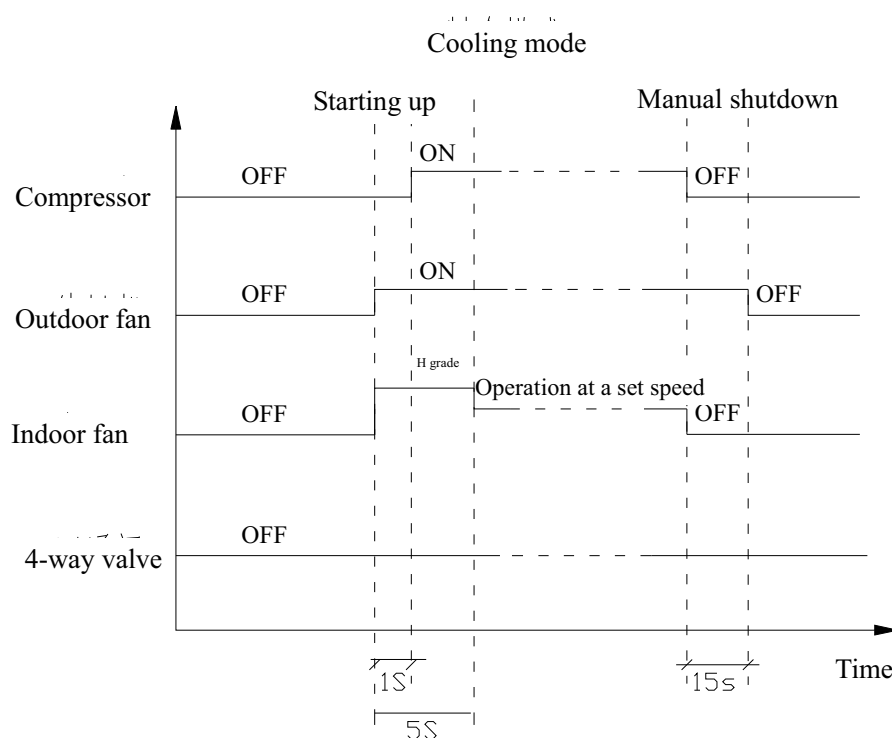 Cooling mode
Starting up
Manual shutdown
ON
OFF
OFF
Compressor
ON
OFF
OFF
Outdoor fan
H grade
Operation at a set speed
OFF
OFF
Indoor fan
OFF
4-way valve
Time
1S
15s
5S